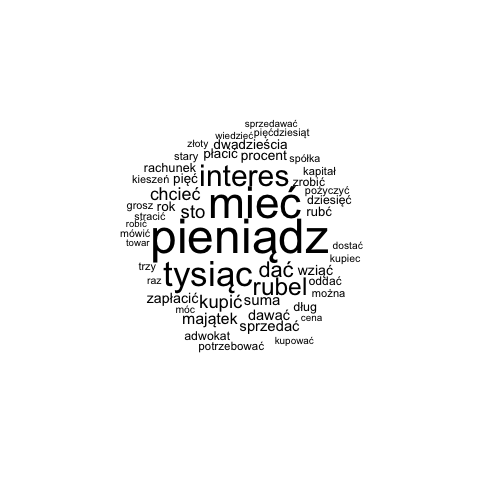 sprzedawać
wiedzieć pięćdziesiąt
złoty dwadzieścia
stary płacić procent spółka
rachunek interes kapitał
kieszeń pięć zrobić
chcieć mieć pożyczyć
grosz rok sto dziesięć
stracić rubć
robić
mówić pieniądz
towar dostać
kupiec
trzy tysiąc dać wziąć
raz rubel oddać
zapłacić kupić suma można
móc dług
majątek dawać cena
sprzedać
adwokat
potrzebować kupować